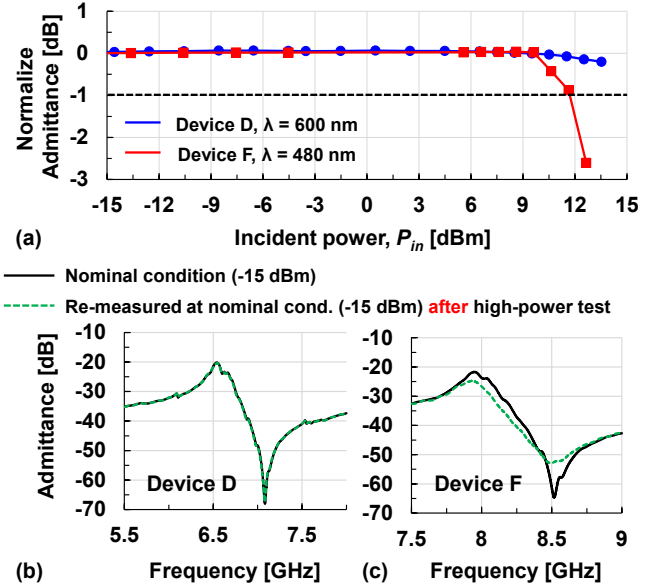 Normalize
Admittance [dB]
1
0
-1
-2
-3
Device D, λ = 600 nm
Device F, λ = 480 nm
-15 -12 -9 -6 -3 0 3 6 9 12 15
(a) Incident power, Pin [dBm]
Nominal condition (-15 dBm)
Re-measured at nominal cond. (-15 dBm) after high-power test
Admittance [dB]
-10
-20
-30
-40
-50
-60
-70
Device D
5.5 6.5 7.5
(b) Frequency [GHz]
-10
-20
-30
-40
-50
-60
-70
Device F
7.5 8 8.5 9
(c) Frequency [GHz]